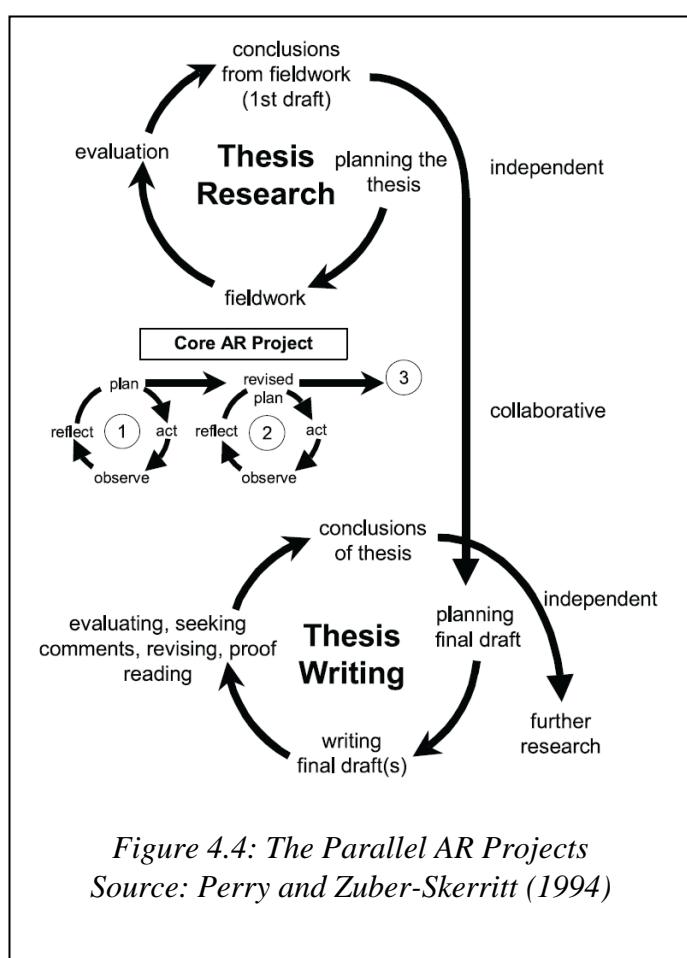 conclusions
from fieldwork
(1st draft)
evaluation
Thesis
Research
planning the
thesis
independent
fieldwork
Core AR Project
plan
revised
plan
3
reflect
1
act
reflect
2
act
collaborative
observe
observe
conclusions
of thesis
independent
evaluating, seeking
comments, revising, proof
reading
Thesis
Writing
planning
final draft
further
research
writing
final draft(s)
Figure 4.4: The Parallel AR Projects
Source: Perry and Zuber-Skerritt (1994)